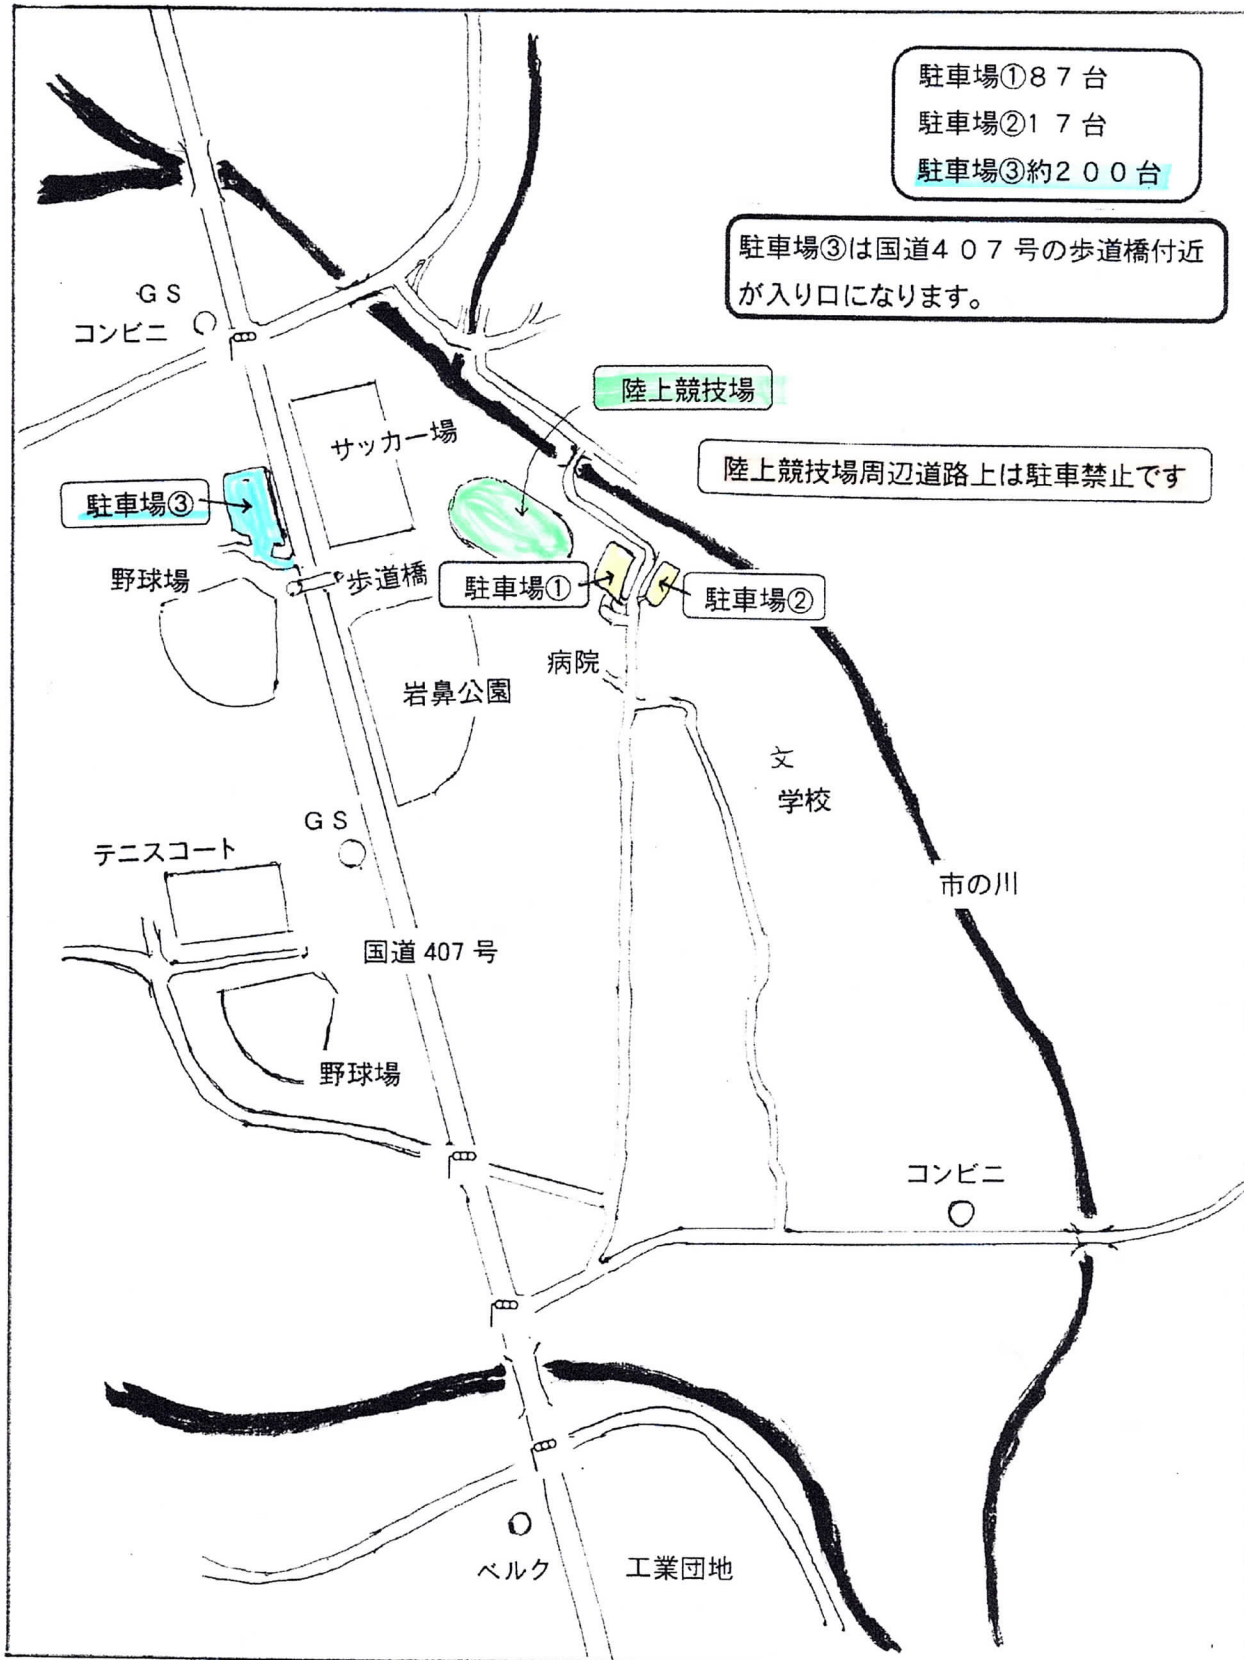 駐車場①87台
駐車場②17台
駐車場③約200台
駐車場③は国道407号の歩道橋付近
が入り口になります。
GS
コンビニ
陸上競技場
サッカー場
陸上競技場周辺道路上は駐車禁止です
駐車場③
野球場
歩道橋
駐車場①
駐車場②
病院
岩鼻公園
文
学校
GS
テニスコート
市の川
国道407号
野球場
コンビニ
ベルク
工業団地